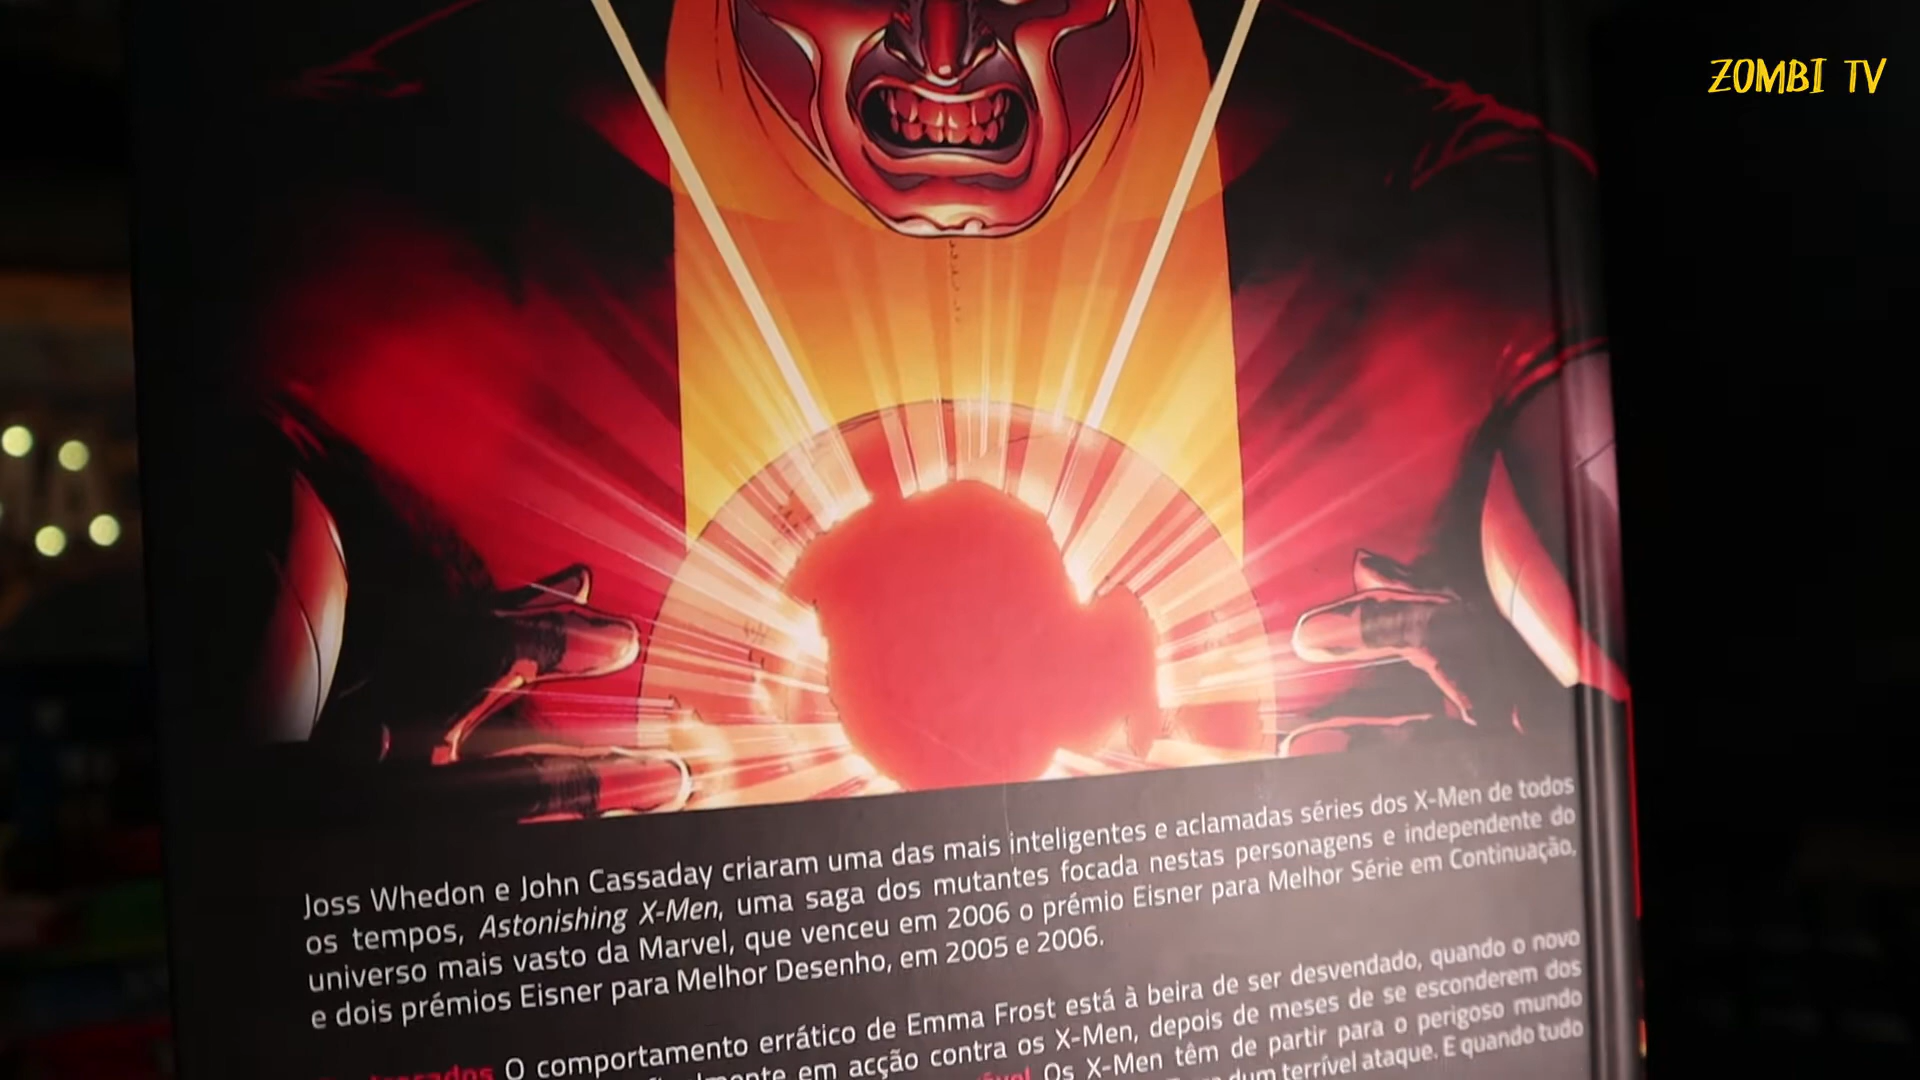 ZOMBI TV
Joss Whedon e John Cassaday criaram uma das mais inteligentes e aclamadas séries dos X-Men de todos
os tempos, Astonishing X-Men, uma saga dos mutantes focada nestas personagens e independente do
universo mais vasto da Marvel, que venceu em 2006 o prémio Eisner para Melhor Série em Continuação,
e dois prémios Eisner para Melhor Desenho, em 2005 e 2006.
O comportamento errático de Emma Frost está à beira de ser desvendado, quando o novo
em acção contra os X-Men, depois de meses de se esconderem dos
Os X-Men têm de partir para o perigoso mundo
dum terrível ataque. E quando tudo